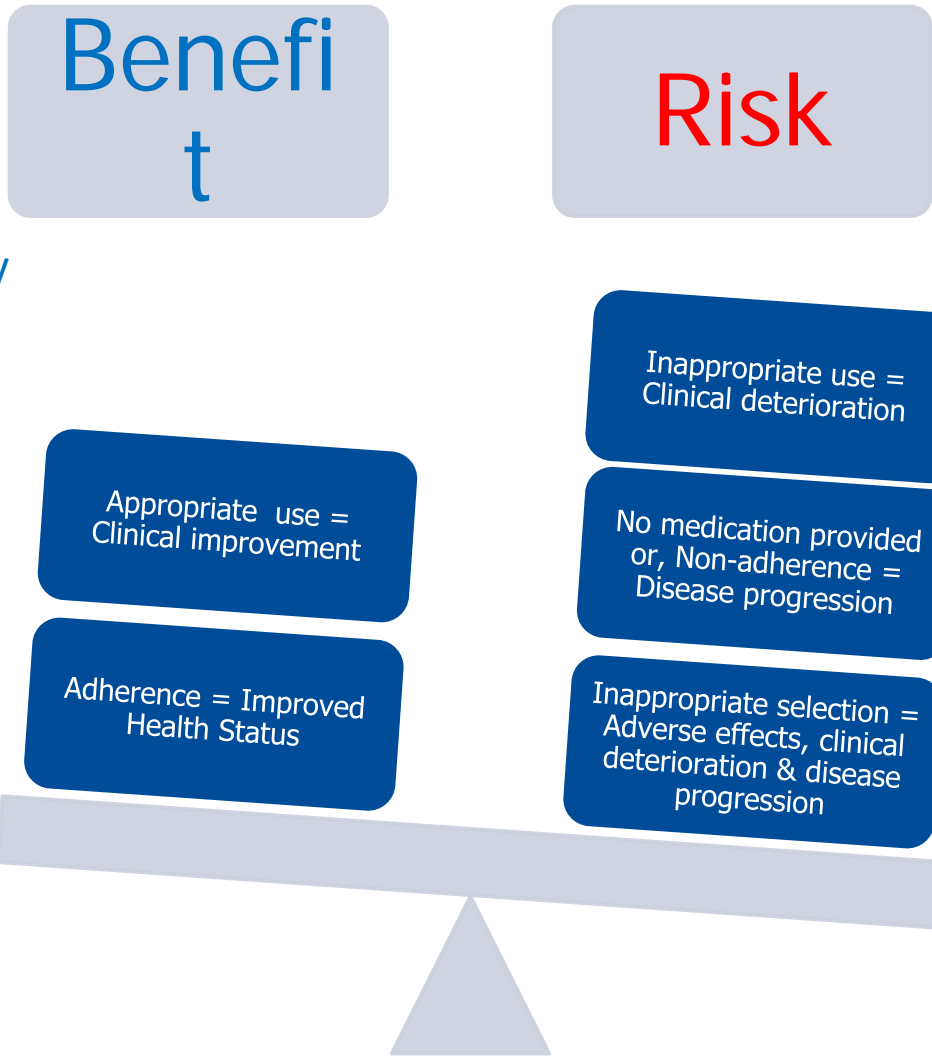 Benefi
t
Risk
Appropriate use =
Clinical improvement
Adherence = Improved
Health Status
Inappropriate use =
Clinical deterioration
No medication provided
or, Non-adherence =
Disease progression
Inappropriate selection =
Adverse effects, clinical
deterioration & disease
progression